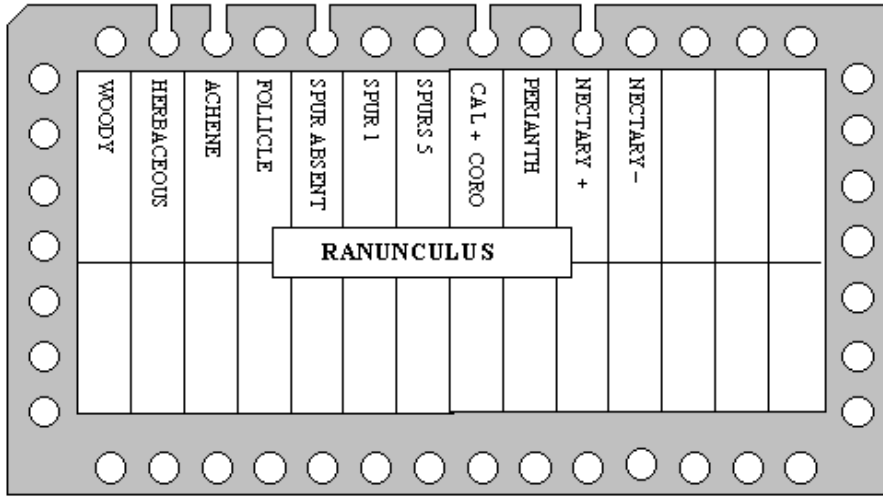 WOODY
HERBACEOUS
ACHENE
FOLLICLE
SPUR ABSENT
SPUR 1
SPURS 5
CAL + CORO
PERIANTH
NECTARY +
NECTARY -
RANUNCULUS